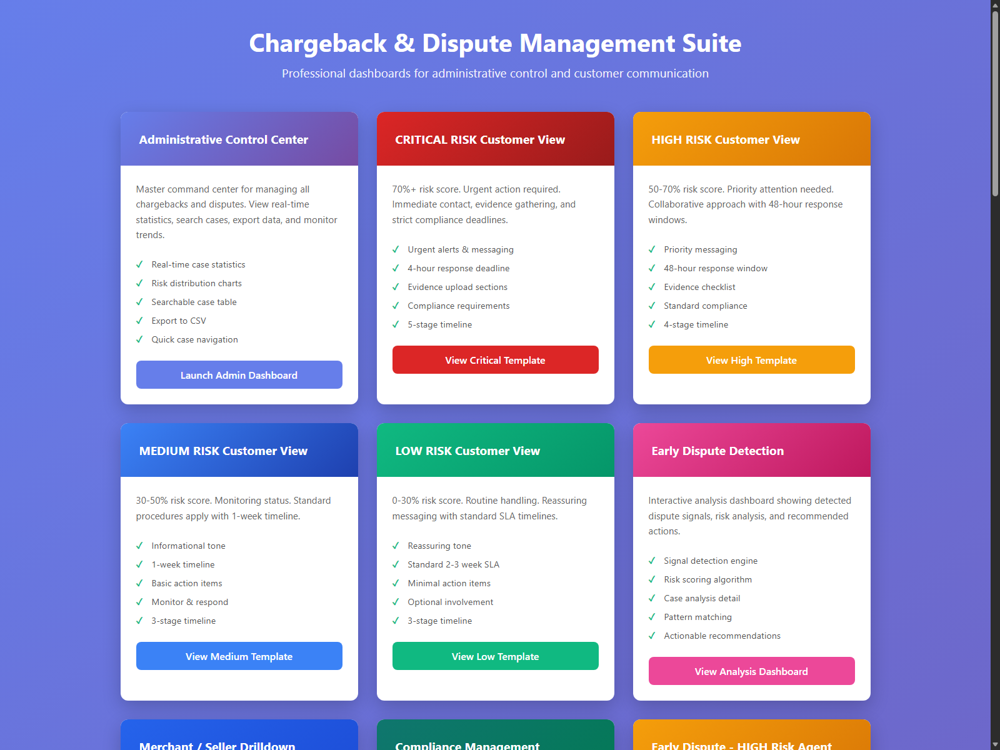 Chargeback & Dispute Management Suite
Professional dashboards for administrative control and customer communication
Administrative Control Center
Master command center for managing all
chargebacks and disputes. View real-time
statistics, search cases, export data, and monitor
trends.
✓ Real-time case statistics
✓ Risk distribution charts
✓ Searchable case table
✓ Export to CSV
✓ Quick case navigation
Launch Admin Dashboard
CRITICAL RISK Customer View
70%+ risk score. Urgent action required.
Immediate contact, evidence gathering, and
strict compliance deadlines.
✓ Urgent alerts & messaging
✓ 4-hour response deadline
✓ Evidence upload sections
✓ Compliance requirements
✓ 5-stage timeline
View Critical Template
HIGH RISK Customer View
50-70% risk score. Priority attention needed.
Collaborative approach with 48-hour response
windows.
✓ Priority messaging
✓ 48-hour response window
✓ Evidence checklist
✓ Standard compliance
✓ 4-stage timeline
View High Template
MEDIUM RISK Customer View
30-50% risk score. Monitoring status. Standard
procedures apply with 1-week timeline.
✓ Informational tone
✓ 1-week timeline
✓ Basic action items
✓ Monitor & respond
✓ 3-stage timeline
View Medium Template
LOW RISK Customer View
0-30% risk score. Routine handling. Reassuring
messaging with standard SLA timelines.
✓ Reassuring tone
✓ Standard 2-3 week SLA
✓ Minimal action items
✓ Optional involvement
✓ 3-stage timeline
View Low Template
Early Dispute Detection
Interactive analysis dashboard showing detected
dispute signals, risk analysis, and recommended
actions.
✓ Signal detection engine
✓ Risk scoring algorithm
✓ Case analysis detail
✓ Pattern matching
✓ Actionable recommendations
View Analysis Dashboard
Merchant / Seller Drilldown
Compliance Management
Early Dispute - HIGH Risk Agent